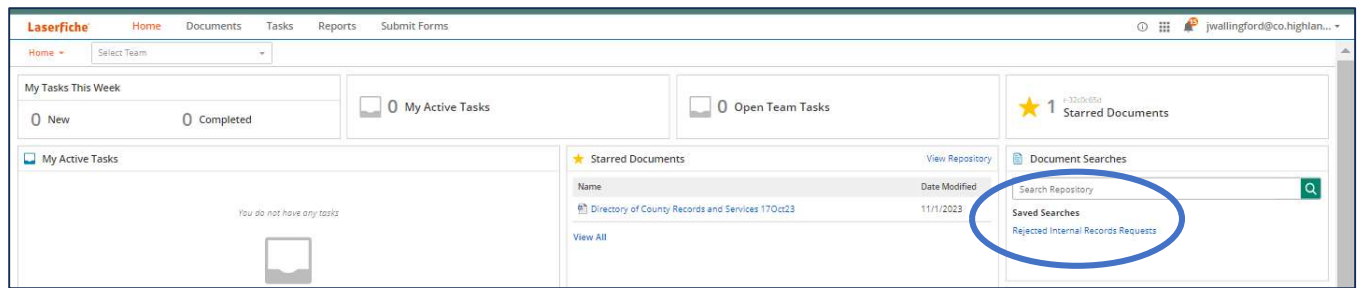 Laserfiche Home Documents Tasks Reports Submit Forms jwallingford@co.highlan...
Home Select Team
My Tasks This Week
0 New 0 Completed
0 My Active Tasks
0 Open Team Tasks
1 r-32c0c65d
Starred Documents
My Active Tasks
You do not have any tasks
Starred Documents View Repository
Name Date Modified
Directory of County Records and Services 17Oct23 11/1/2023
View All
Document Searches
Search Repository
Saved Searches
Rejected Internal Records Requests